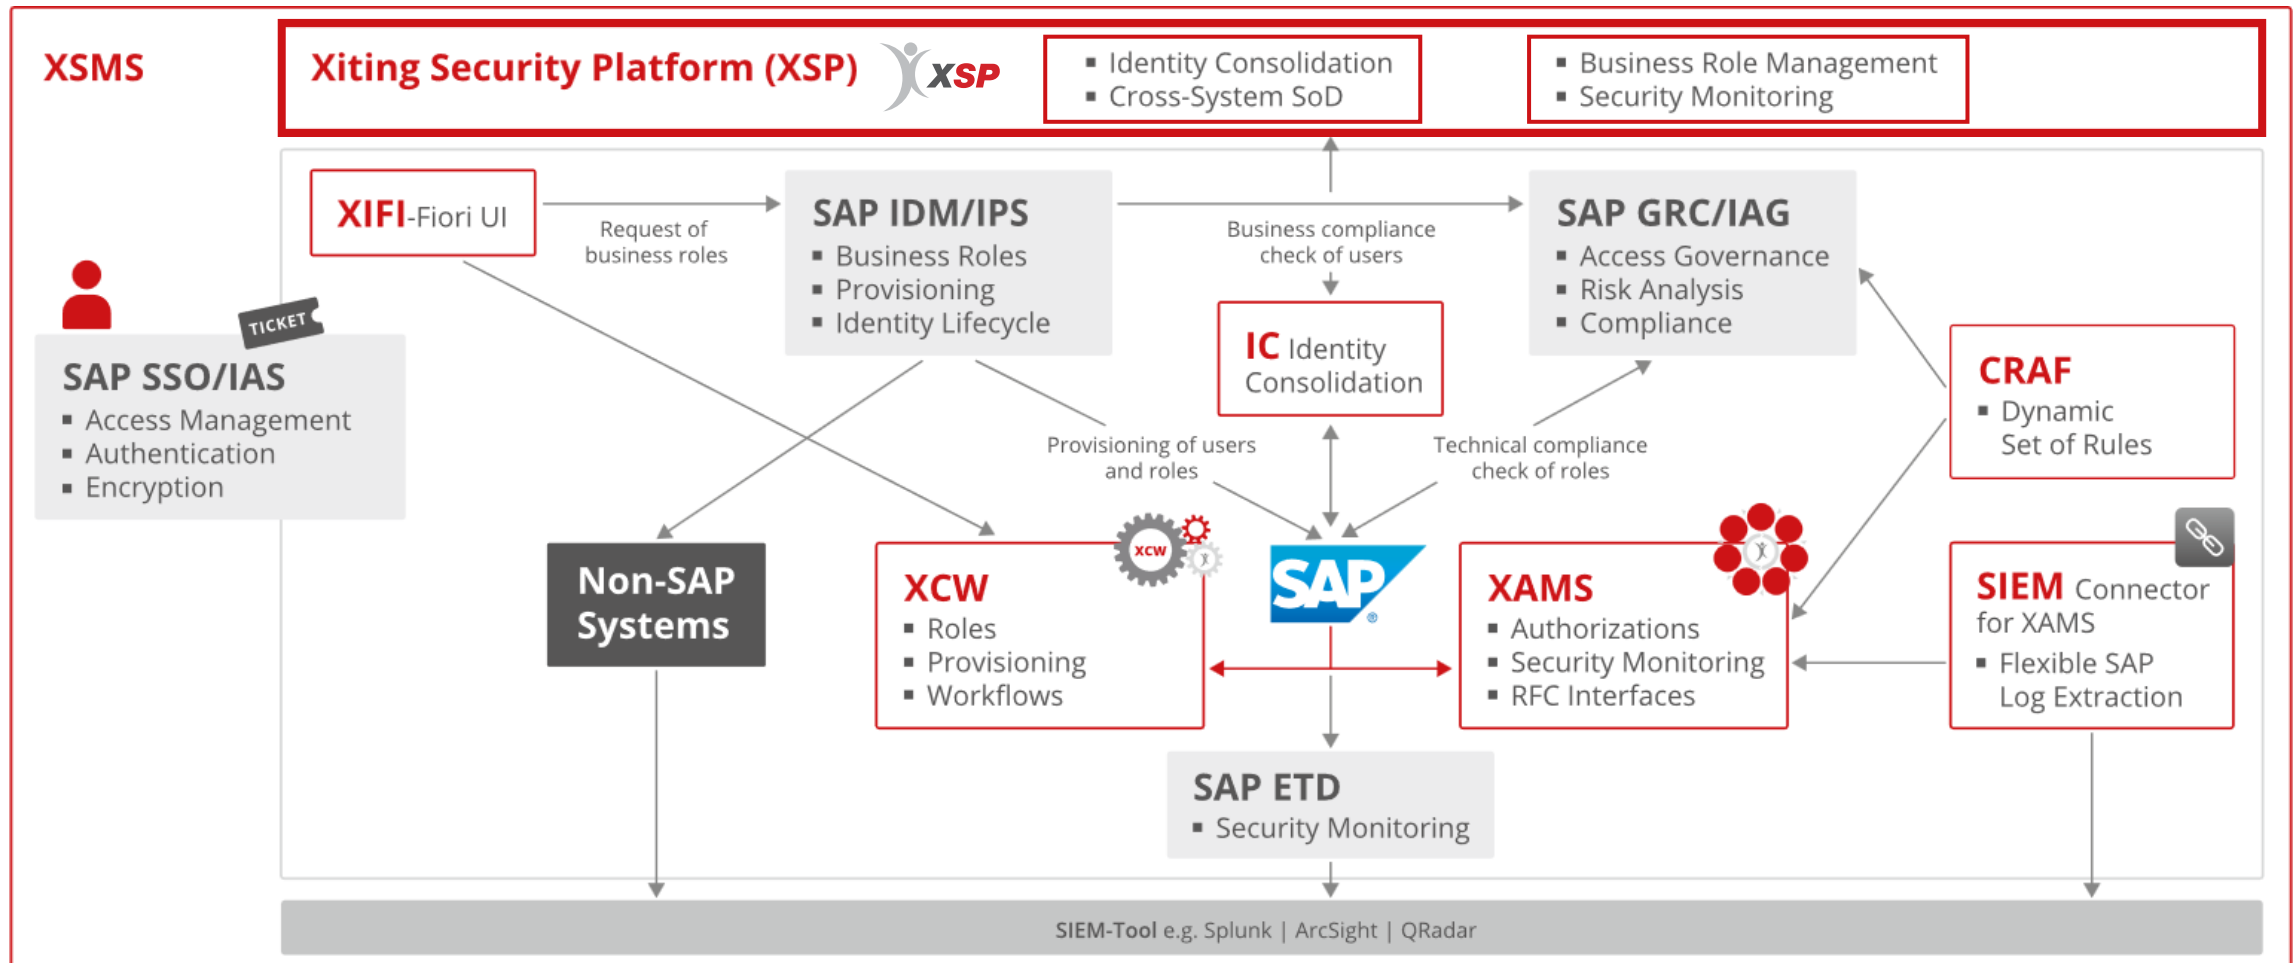 XSMS
Xiting Security Platform (XSP)
XSP
▪ Identity Consolidation
▪ Cross-System SoD
▪ Business Role Management
▪ Security Monitoring
XIFI-Fiori UI
Request of
business roles
SAP IDM/IPS
▪ Business Roles
▪ Provisioning
▪ Identity Lifecycle
Business compliance
check of users
SAP GRC/IAG
▪ Access Governance
▪ Risk Analysis
▪ Compliance
TICKET
SAP SSO/IAS
▪ Access Management
▪ Authentication
▪ Encryption
IC Identity
Consolidation
CRAF
▪ Dynamic
Set of Rules
Provisioning of users
and roles
Technical compliance
check of roles
Non-SAP
Systems
XCW
XCW
▪ Roles
▪ Provisioning
▪ Workflows
SAP®
XAMS
▪ Authorizations
▪ Security Monitoring
▪ RFC Interfaces
SIEM Connector
for XAMS
▪ Flexible SAP
Log Extraction
SAP ETD
▪ Security Monitoring
SIEM-Tool e.g. Splunk | ArcSight | QRadar